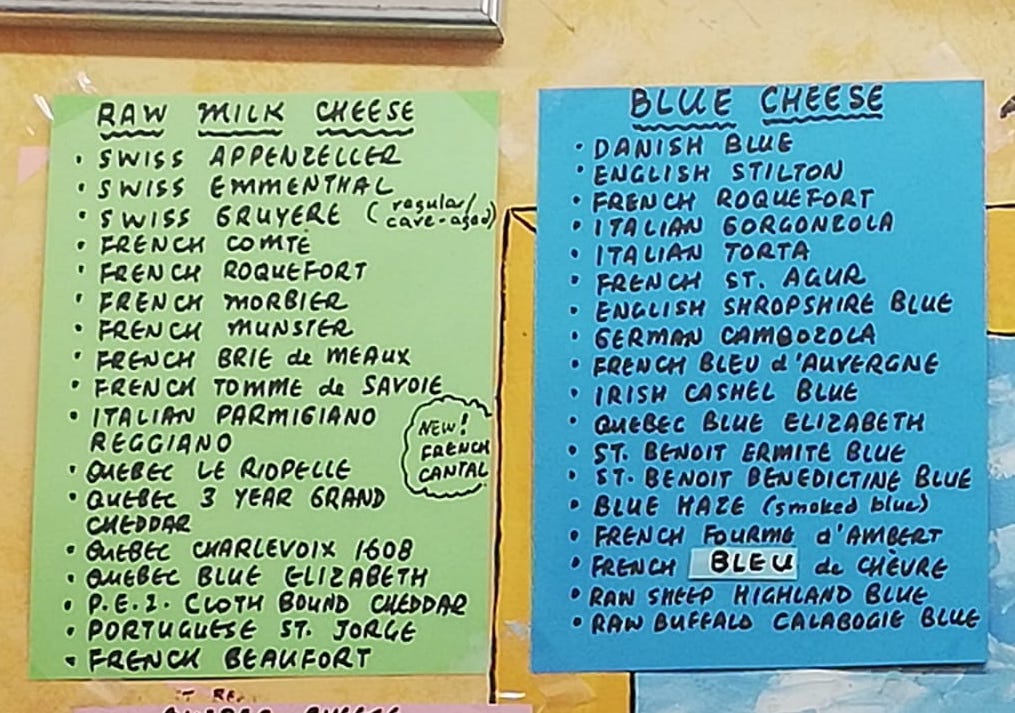 RAW MILK CHEESE
• SWISS APPENZELLER
• SWISS EMMENTHAL
• SWISS GRUYERE (regular/
cave-aged)
• FRENCH COMTE
• FRENCH ROQUEFORT
• FRENCH MORBIER
• FRENCH MUNSTER
• FRENCH BRIE de MEAUX
• FRENCH TOMME de SAVOIE
• ITALIAN PARMIGIANO
REGGIANO
• QUEBEC LE RIOPELLE
• QUEBEC 3 YEAR GRAND
CHEDDAR
• QUEBEC CHARLEVOIX 1608
• QUEBEC BLUE ELIZABETH
• P.E.I. CLOTH BOUND CHEDDAR
• PORTUGUESE ST. JORGE
• FRENCH BEAUFORT
NEW!
FRENCH
CANTAL
BLUE CHEESE
• DANISH BLUE
• ENGLISH STILTON
• FRENCH ROQUEFORT
• ITALIAN GORGONZOLA
• ITALIAN TORTA
• FRENCH ST. AGUR
• ENGLISH SHROPSHIRE BLUE
• GERMAN CAMBOZOLA
• FRENCH BLEU d'AUVERGNE
• IRISH CASHEL BLUE
• QUEBEC BLUE ELIZABETH
• ST. BENOIT ERMITE BLUE
• ST. BENOIT BENEDICTINE BLUE
• BLUE HAZE (smoked blue)
• FRENCH FOURME d'AMBERT
• FRENCH BLEU de CHÈVRE
• RAW SHEEP HIGHLAND BLUE
• RAW BUFFALO CALABOGIE BLUE